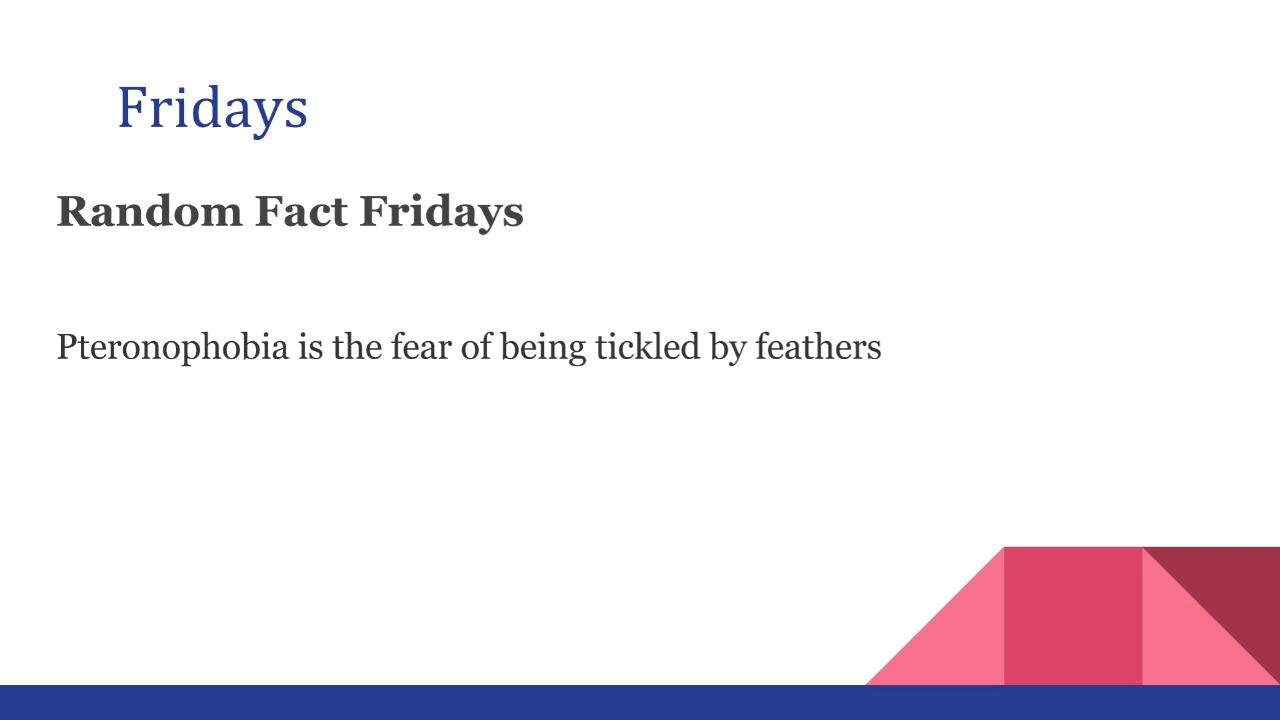 Fridays
Random Fact Fridays
Pteronophobia is the fear of being tickled by feathers